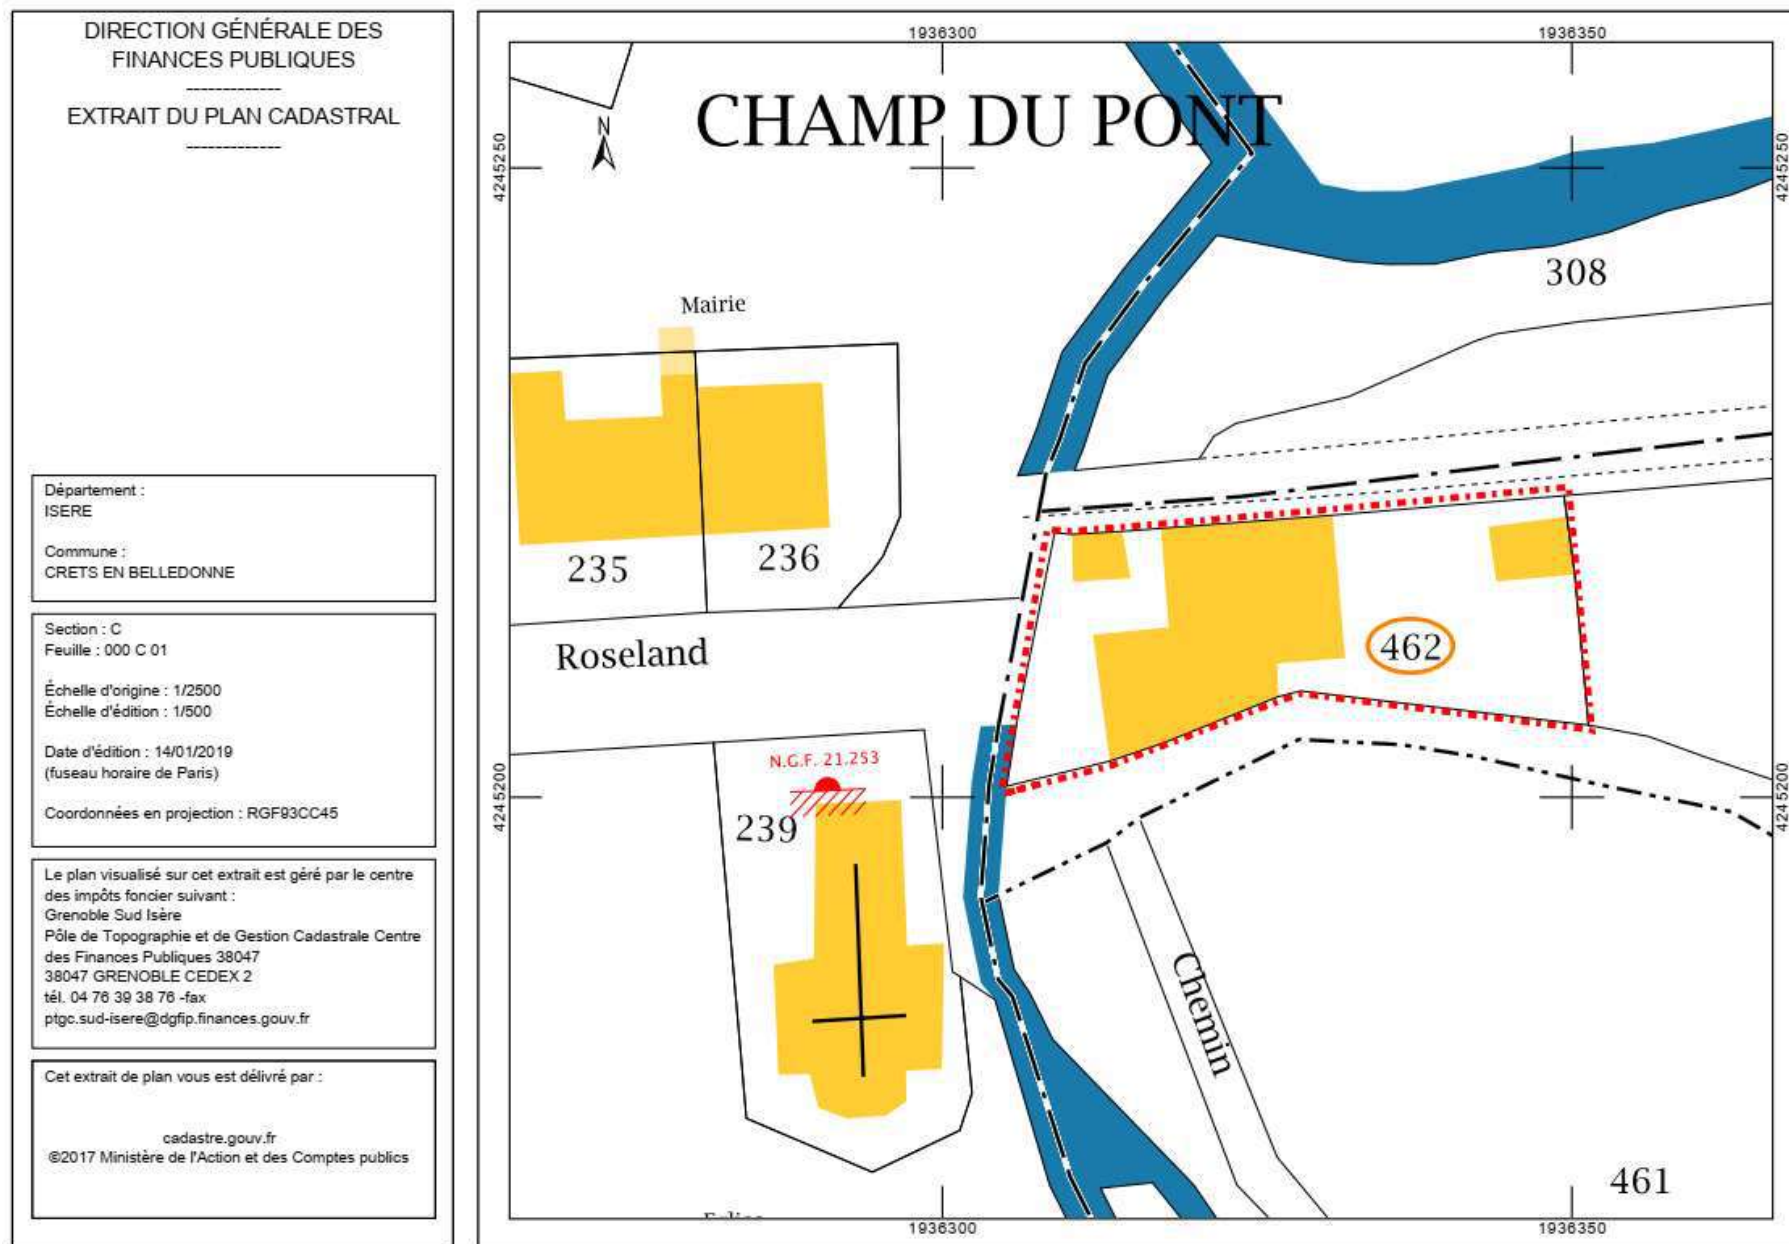 DIRECTION GÉNÉRALE DES
FINANCES PUBLIQUES
-------------
EXTRAIT DU PLAN CADASTRAL
-------------
Département :
ISERE
Commune :
CRETS EN BELLEDONNE
Section : C
Feuille : 000 C 01
Échelle d'origine : 1/2500
Échelle d'édition : 1/500
Date d'édition : 14/01/2019
(fuseau horaire de Paris)
Coordonnées en projection : RGF93CC45
Le plan visualisé sur cet extrait est géré par le centre
des impôts foncier suivant :
Grenoble Sud Isère
Pôle de Topographie et de Gestion Cadastrale Centre
des Finances Publiques 38047
38047 GRENOBLE CEDEX 2
tél. 04 76 39 38 76 -fax
ptgc.sud-isere@dgfip.finances.gouv.fr
Cet extrait de plan vous est délivré par :
cadastre.gouv.fr
©2017 Ministère de l'Action et des Comptes publics
1936300
1936350
CHAMP DU PONT
N
4245250
4245250
308
Mairie
235
236
Roseland
462
N.G.F. 21.253
239
4245200
4245200
Chemin
461
1936300
1936350